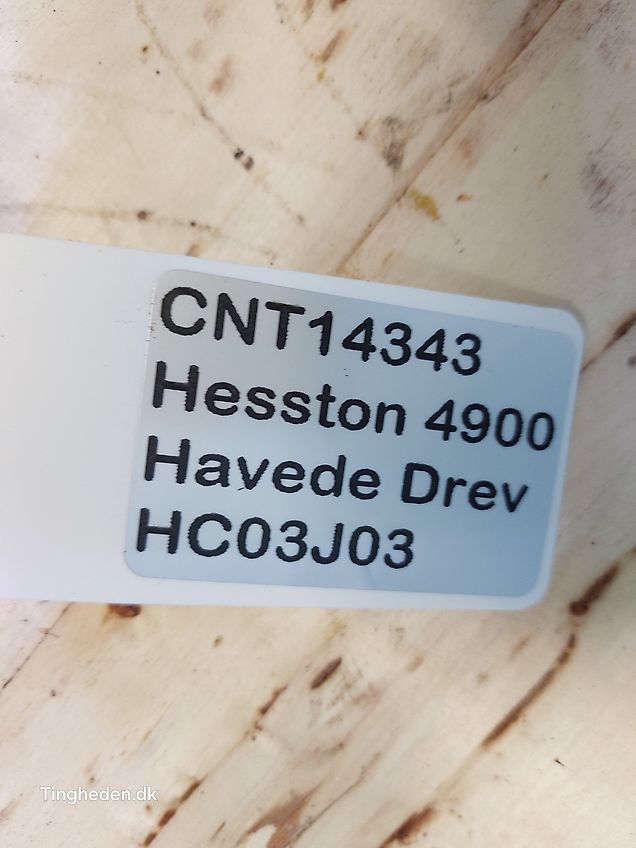 CNT14343
Hesston 4900
Havede Drev
HC03J03
Tingheden.dk